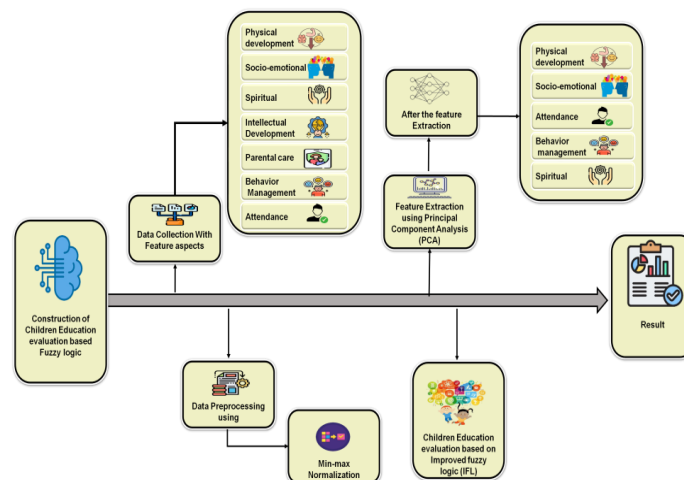 Construction of
Children Education
evaluation based
Fuzzy logic
Data Collection With
Feature aspects
Physical
development
Socio-emotional
Spiritual
Intellectual
Development
Parental care
Behavior
Management
Attendance
Data Preprocessing
using
Min-max
Normalization
Feature Extraction
using Principal
Component Analysis
(PCA)
After the feature
Extraction
Physical
development
Socio-emotional
Attendance
Behavior
management
Spiritual
Children Education
evaluation based on
Improved fuzzy
logic (IFL)
Result